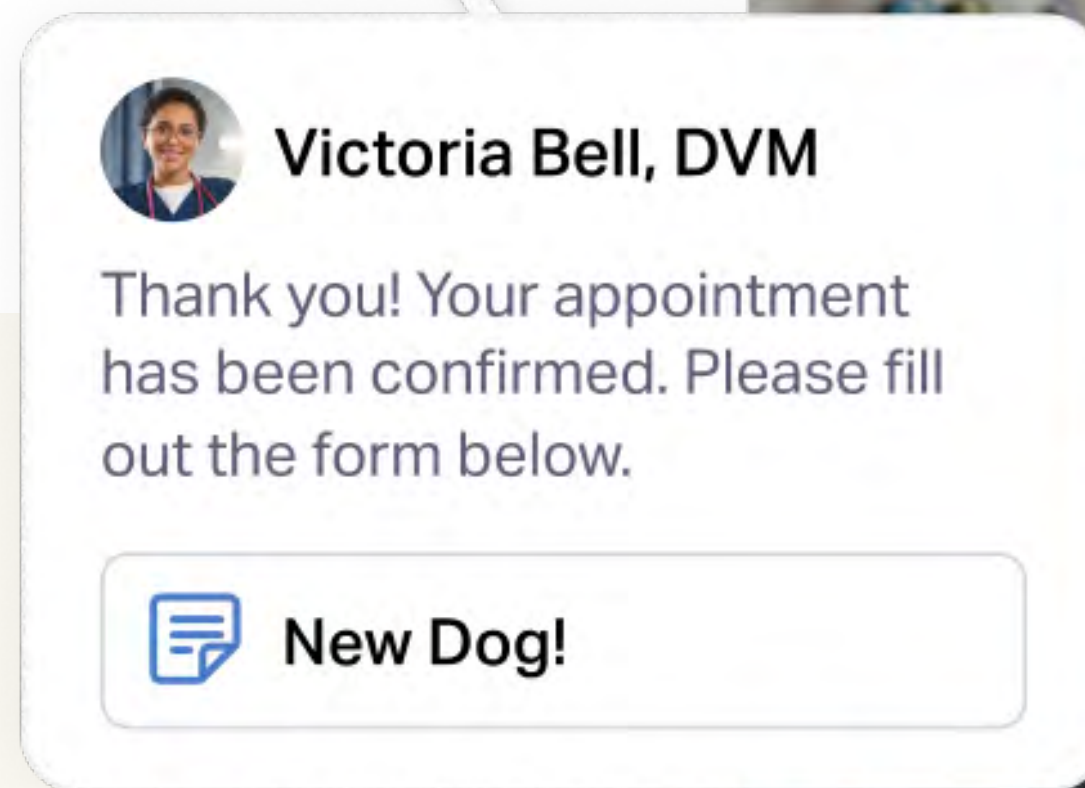 Victoria Bell, DVM
Thank you! Your appointment
has been confirmed. Please fill
out the form below.
New Dog!